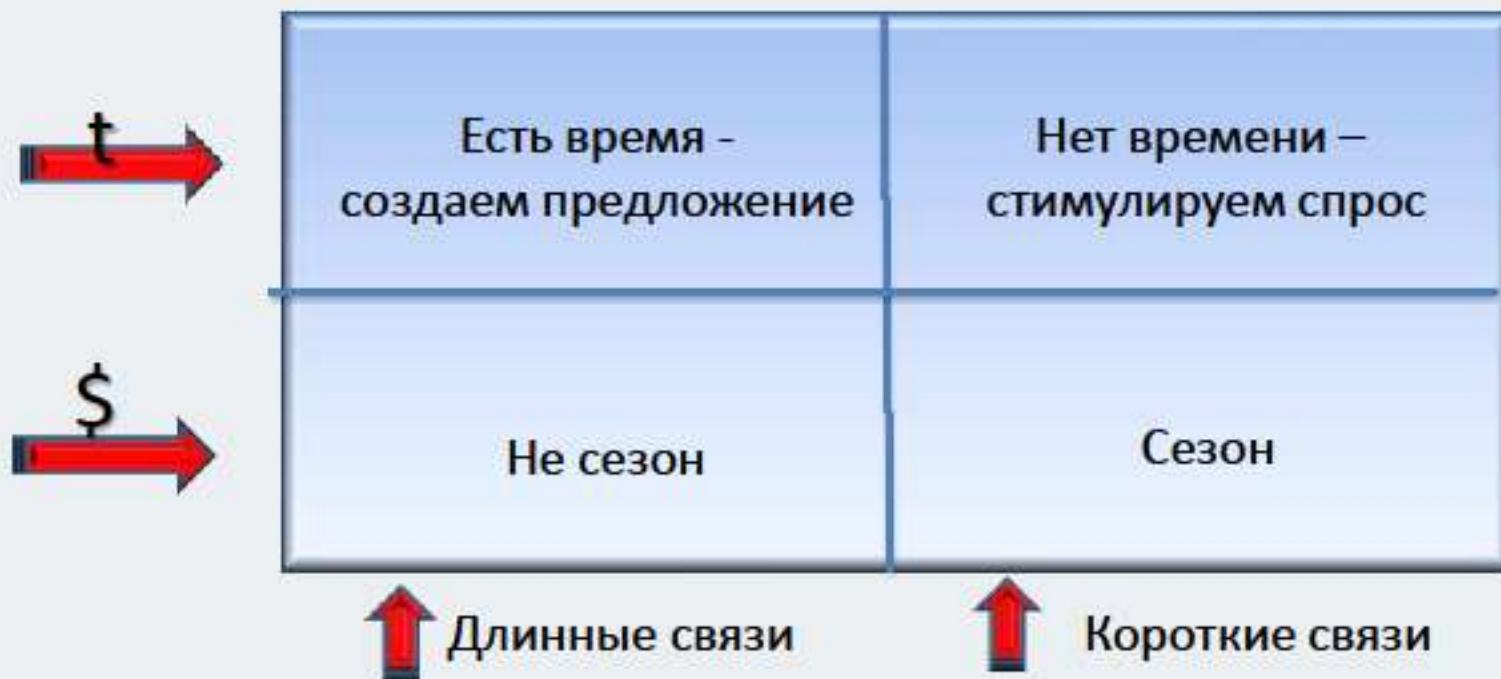 t
Есть время -
создаем предложение
Нет времени –
стимулируем спрос
$
Не сезон
Сезон
Длинные связи
Короткие связи